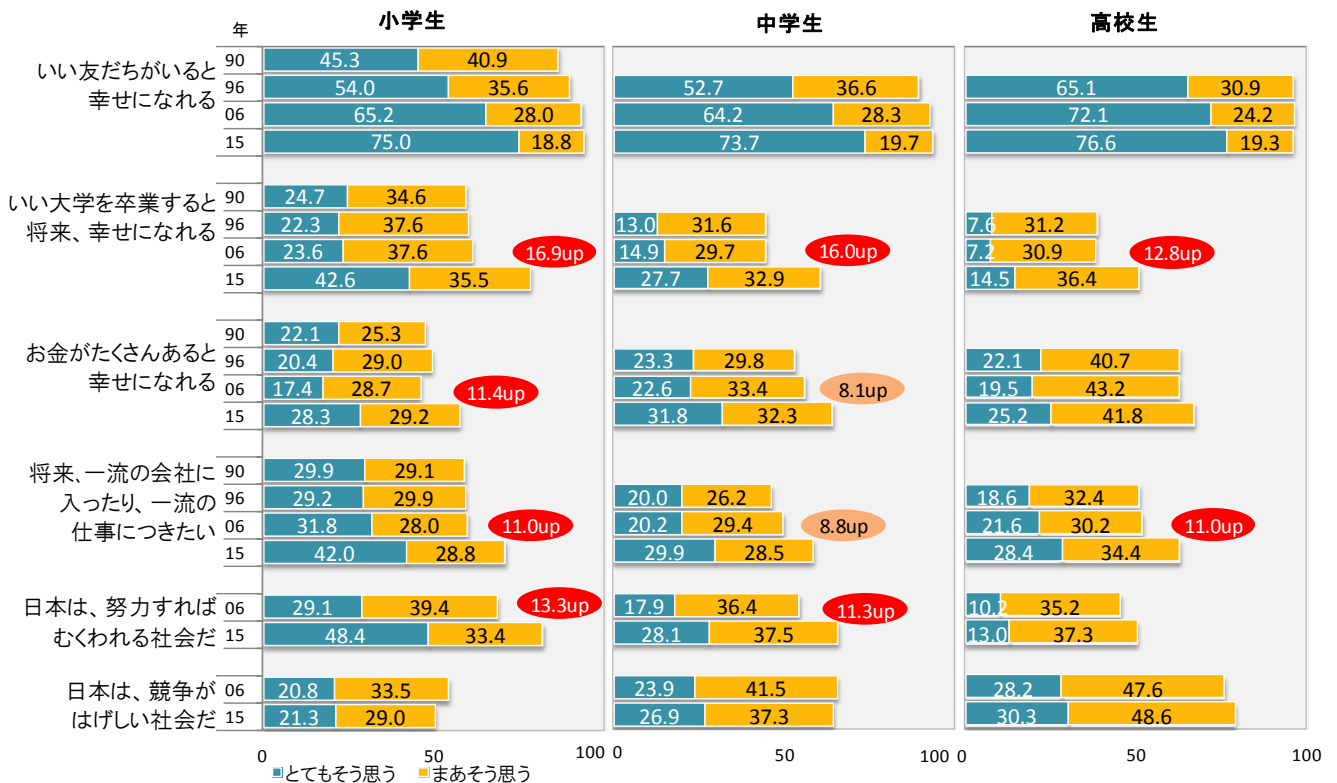 小学生 中学生 高校生
年
いい友だちがいると
幸せになれる
90 45.3 40.9
96 54.0 35.6 52.7 36.6 65.1 30.9
06 65.2 28.0 64.2 28.3 72.1 24.2
15 75.0 18.8 73.7 19.7 76.6 19.3
いい大学を卒業すると
将来、幸せになれる
90 24.7 34.6
96 22.3 37.6 13.0 31.6 7.6 31.2
06 23.6 37.6 16.9up 14.9 29.7 16.0up 7.2 30.9 12.8up
15 42.6 35.5 27.7 32.9 14.5 36.4
お金がたくさんあると
幸せになれる
90 22.1 25.3
96 20.4 29.0 23.3 29.8 22.1 40.7
06 17.4 28.7 11.4up 22.6 33.4 8.1up 19.5 43.2
15 28.3 29.2 31.8 32.3 25.2 41.8
将来、一流の会社に
入ったり、一流の
仕事につきたい
90 29.9 29.1
96 29.2 29.9 20.0 26.2 18.6 32.4
06 31.8 28.0 11.0up 20.2 29.4 8.8up 21.6 30.2 11.0up
15 42.0 28.8 29.9 28.5 28.4 34.4
日本は、努力すれば
むくわれる社会だ
06 29.1 39.4 13.3up 17.9 36.4 11.3up 10.2 35.2
15 48.4 33.4 28.1 37.5 13.0 37.3
日本は、競争が
はげしい社会だ
06 20.8 33.5 23.9 41.5 28.2 47.6
15 21.3 29.0 26.9 37.3 30.3 48.6
0 50 100 0 50 100 0 50 100
とてもそう思う まあそう思う